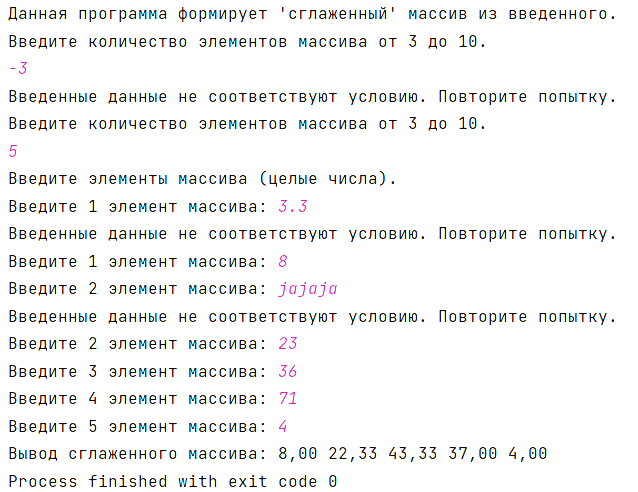 Данная программа формирует 'сглаженный' массив из введенного.
Введите количество элементов массива от 3 до 10.
-3
Введенные данные не соответствуют условию. Повторите попытку.
Введите количество элементов массива от 3 до 10.
5
Введите элементы массива (целые числа).
Введите 1 элемент массива: 3.3
Введенные данные не соответствуют условию. Повторите попытку.
Введите 1 элемент массива: 8
Введите 2 элемент массива: jajaja
Введенные данные не соответствуют условию. Повторите попытку.
Введите 2 элемент массива: 23
Введите 3 элемент массива: 36
Введите 4 элемент массива: 71
Введите 5 элемент массива: 4
Вывод сглаженного массива: 8,00 22,33 43,33 37,00 4,00
Process finished with exit code 0